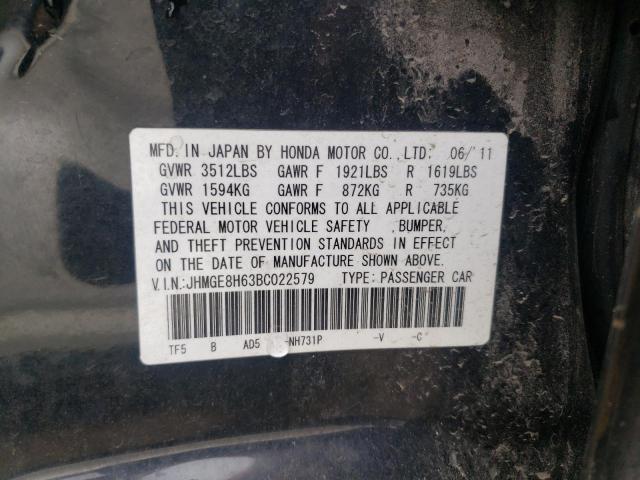 MFD. IN JAPAN BY HONDA MOTOR CO.,LTD: 06/'11
GVWR 3512LBS GAWR F 1921LBS R 1619LBS
GVWR 1594KG GAWR F 872KG R 735KG
THIS VEHICLE CONFORMS TO ALL APPLICABLE
FEDERAL MOTOR VEHICLE SAFETY ,BUMPER,
AND THEFT PREVENTION STANDARDS IN EFFECT
ON THE DATE OF MANUFACTURE SHOWN ABOVE.
V.I.N.:JHMGE8H63BC022579 TYPE: PASSENGER CAR
TF5 B AD5 -NH731P -V -C